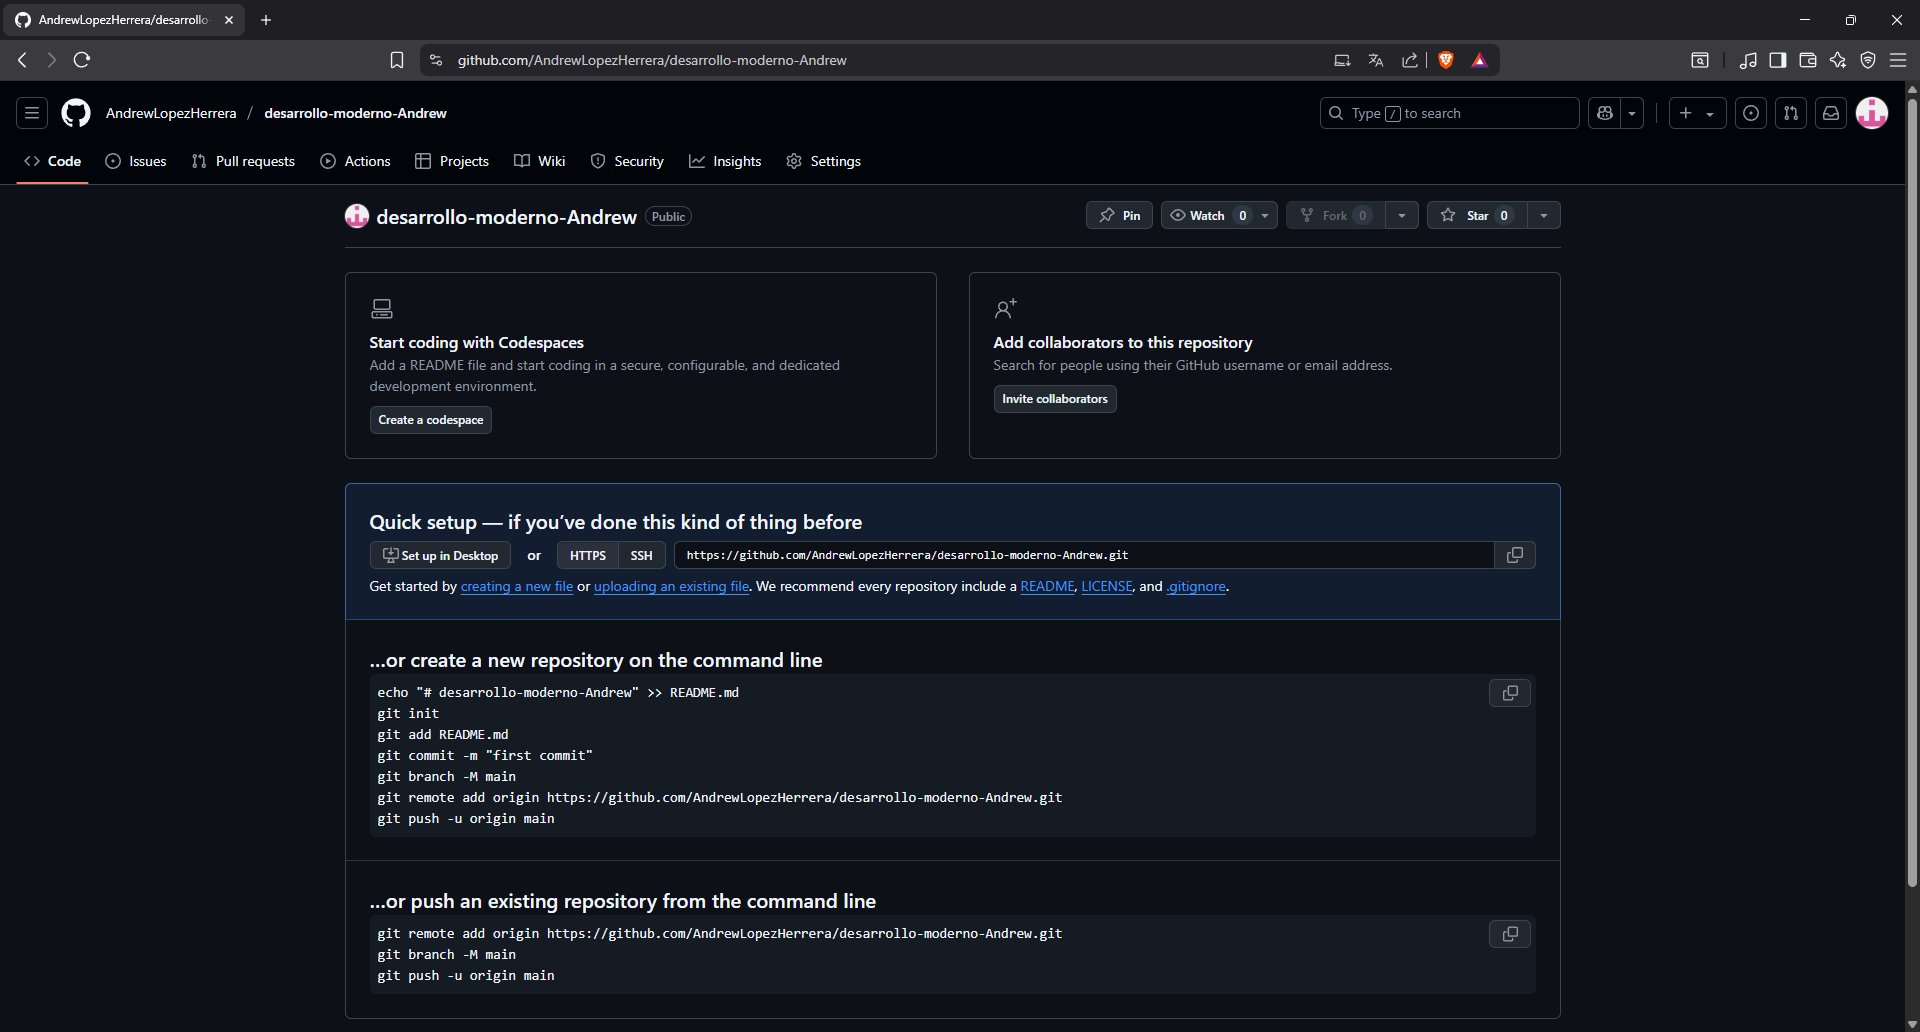 AndrewLopezHerrera/desarrollo-
github.com/AndrewLopezHerrera/desarrollo-moderno-Andrew
AndrewLopezHerrera / desarrollo-moderno-Andrew
Type / to search
Code Issues Pull requests Actions Projects Wiki Security Insights Settings
desarrollo-moderno-Andrew Public
Pin Watch 0 Fork 0 Star 0
Start coding with Codespaces
Add a README file and start coding in a secure, configurable, and dedicated
development environment.
Create a codespace
Add collaborators to this repository
Search for people using their GitHub username or email address.
Invite collaborators
Quick setup — if you’ve done this kind of thing before
Set up in Desktop or HTTPS SSH https://github.com/AndrewLopezHerrera/desarrollo-moderno-Andrew.git
Get started by creating a new file or uploading an existing file. We recommend every repository include a README, LICENSE, and .gitignore.
…or create a new repository on the command line
echo "# desarrollo-moderno-Andrew" >> README.md
git init
git add README.md
git commit -m "first commit"
git branch -M main
git remote add origin https://github.com/AndrewLopezHerrera/desarrollo-moderno-Andrew.git
git push -u origin main
…or push an existing repository from the command line
git remote add origin https://github.com/AndrewLopezHerrera/desarrollo-moderno-Andrew.git
git branch -M main
git push -u origin main